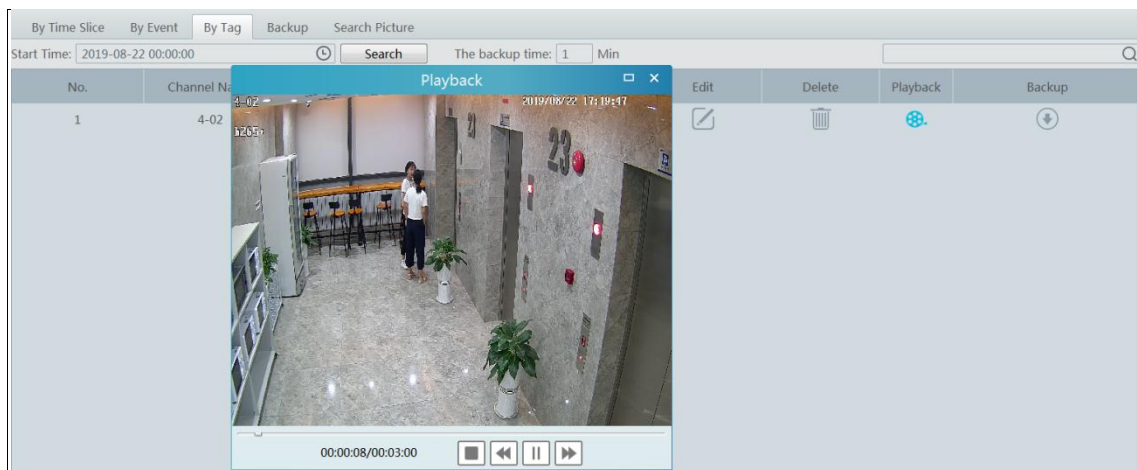 By Time Slice By Event By Tag Backup Search Picture
Start Time: 2019-08-22 00:00:00 Search The backup time: 1 Min
Playback
No. Channel Na Edit Delete Playback Backup
4-02 2019/08/22 17:19:47
1 4-02
h265+
23
23
00:00:08/00:03:00